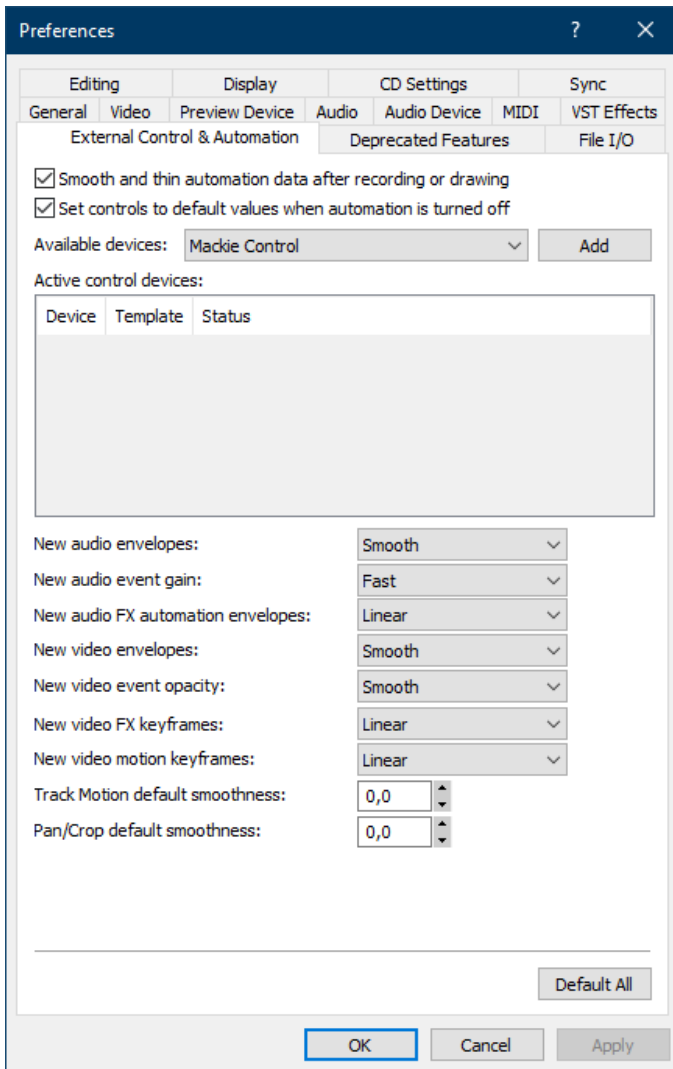 Preferences
Editing Display CD Settings Sync
General Video Preview Device Audio Audio Device MIDI VST Effects
External Control & Automation Deprecated Features File I/O
Smooth and thin automation data after recording or drawing
Set controls to default values when automation is turned off
Available devices: Mackie Control Add
Active control devices:
Device Template Status
New audio envelopes: Smooth
New audio event gain: Fast
New audio FX automation envelopes: Linear
New video envelopes: Smooth
New video event opacity: Smooth
New video FX keyframes: Linear
New video motion keyframes: Linear
Track Motion default smoothness: 0,0
Pan/Crop default smoothness: 0,0
Default All
OK Cancel Apply